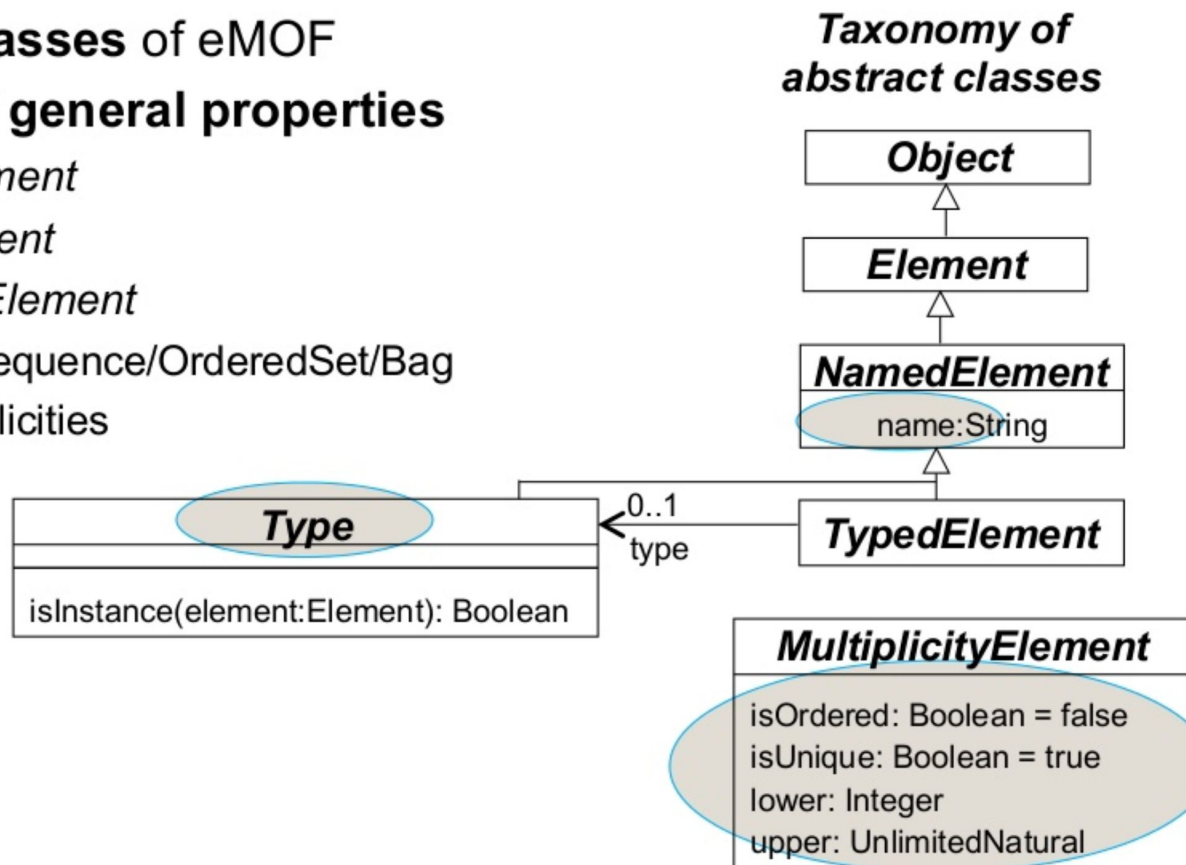 asses of eMOF
general properties
ment
ent
Element
equence/OrderedSet/Bag
licities
Taxonomy of
abstract classes
Object
Element
NamedElement
name:String
Type
isInstance(element:Element): Boolean
0..1
type
TypedElement
MultiplicityElement
isOrdered: Boolean = false
isUnique: Boolean = true
lower: Integer
upper: UnlimitedNatural